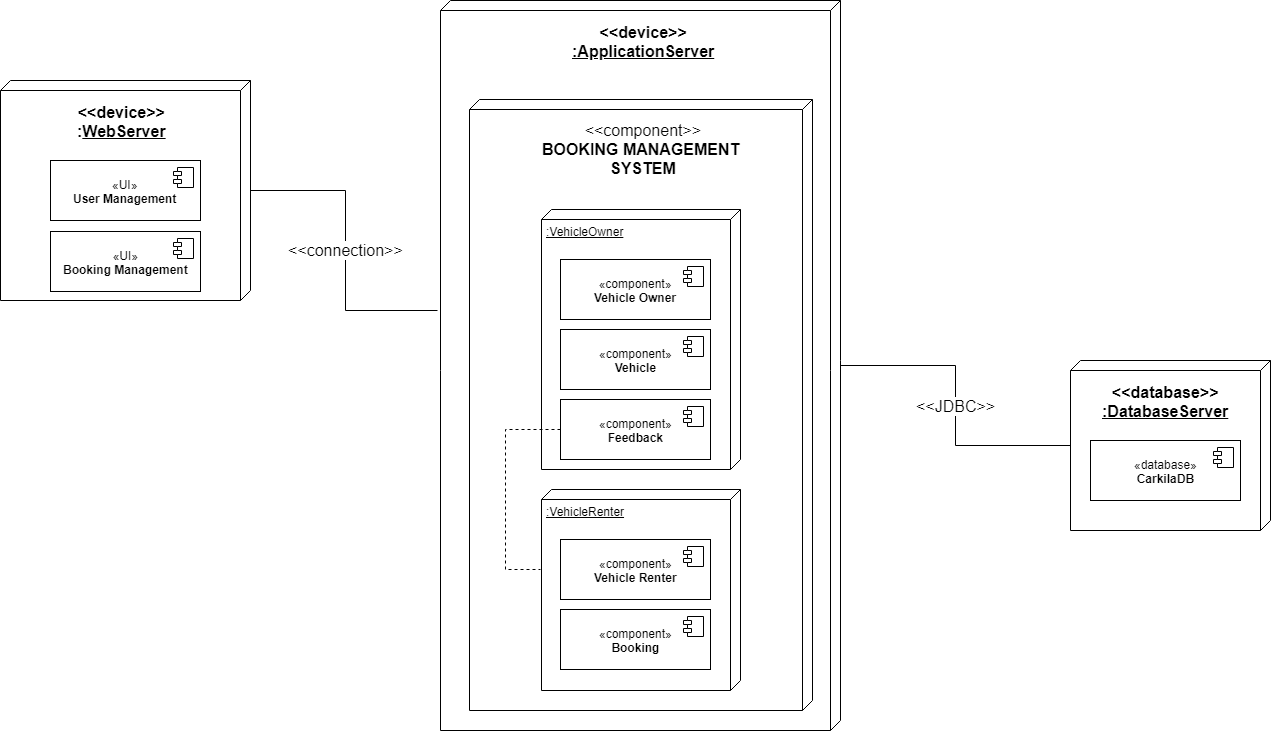 <<device>>
:WebServer
«UI»
User Management
«UI»
Booking Management
<<connection>>
<<device>>
:ApplicationServer
<<component>>
BOOKING MANAGEMENT
SYSTEM
:VehicleOwner
«component»
Vehicle Owner
«component»
Vehicle
«component»
Feedback
:VehicleRenter
«component»
Vehicle Renter
«component»
Booking
<<JDBC>>
<<database>>
:DatabaseServer
«database»
CarkilaDB